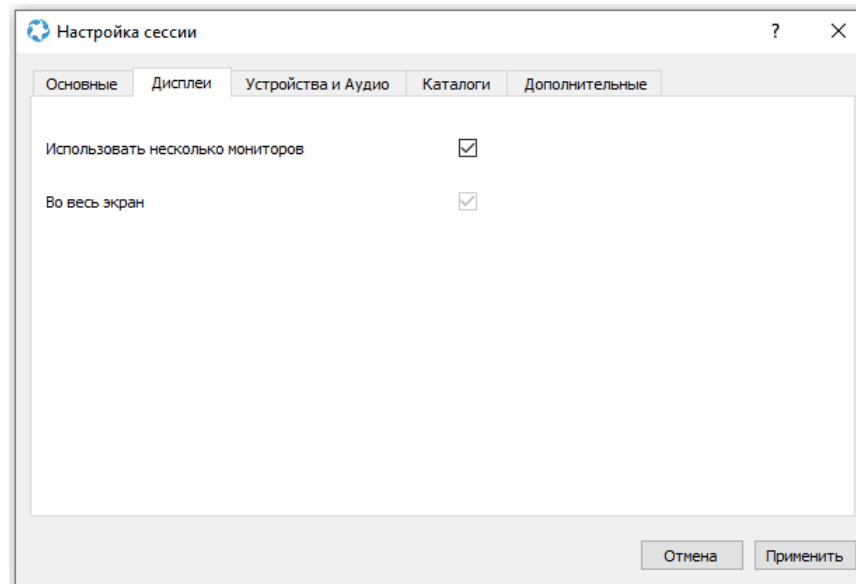 Настройка сессии ?
Основные Дисплеи Устройства и Аудио Каталоги Дополнительные
Использовать несколько мониторов
Во весь экран
Отмена Применить